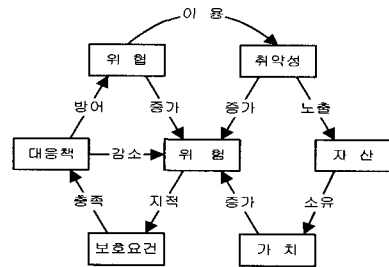 이 용
위 협
취약성
방어
증가
증가
노출
대응책
감소
위 험
자 산
충족
지적
증가
소유
보호요건
가 치